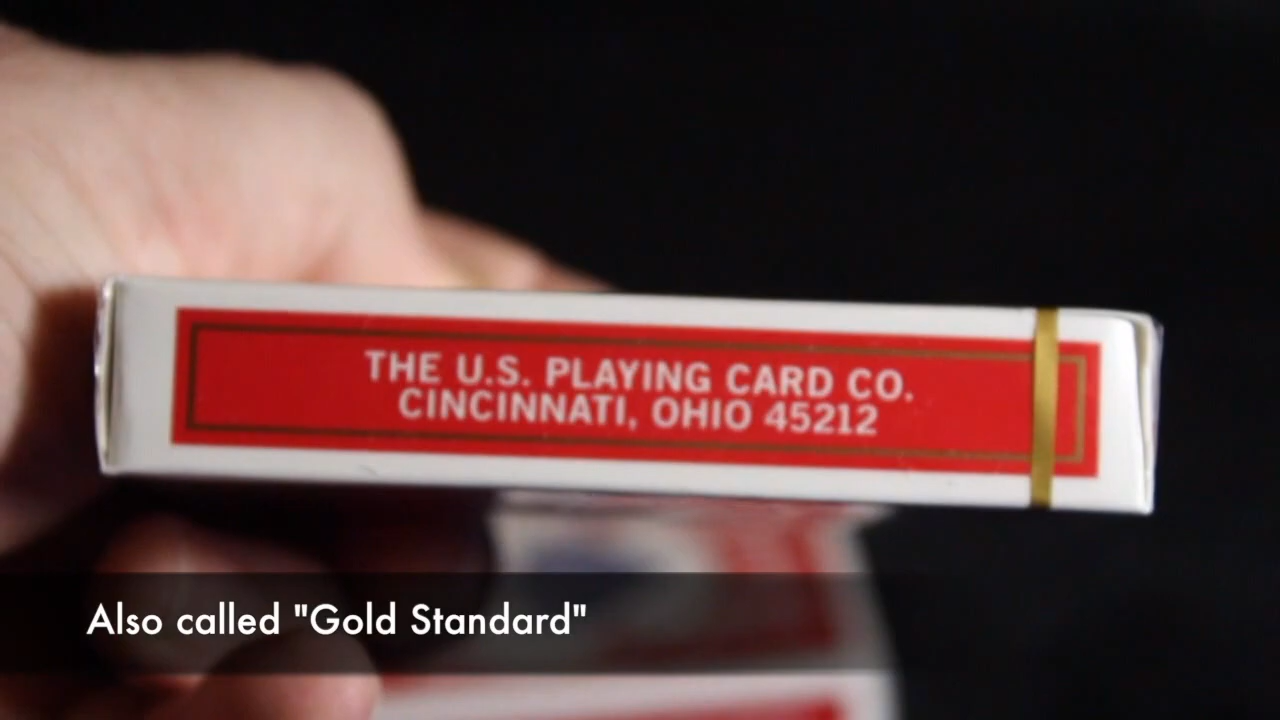 THE U.S. PLAYING CARD CO.
CINCINNATI, OHIO 45212
Also called "Gold Standard"